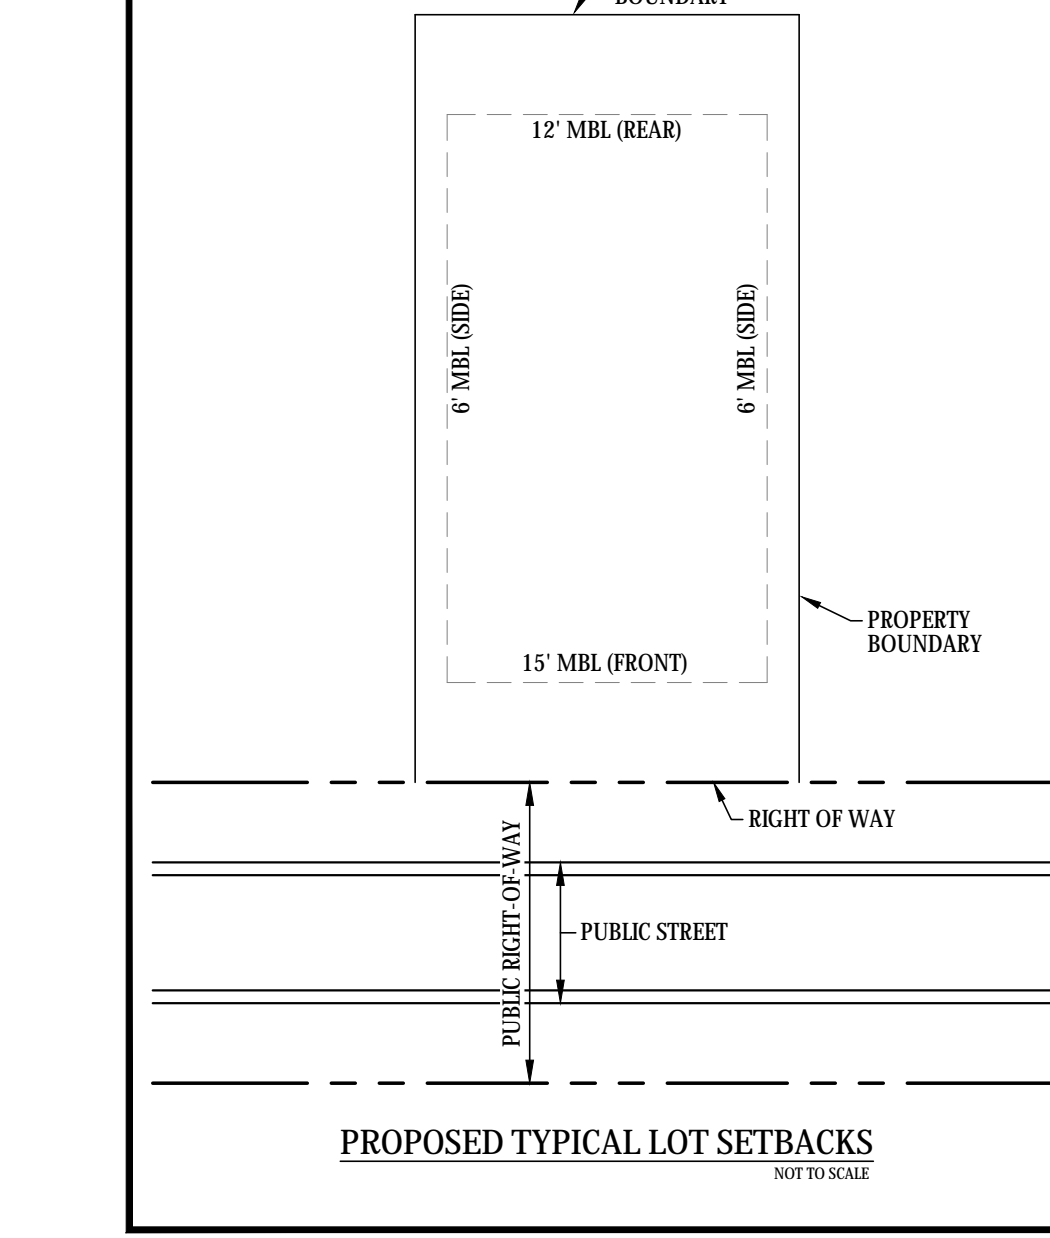 BOUNDARY
12' MBL (REAR)
6' MBL (SIDE)
6' MBL (SIDE)
PROPERTY
BOUNDARY
15' MBL (FRONT)
RIGHT OF WAY
PUBLIC RIGHT-OF-WAY
PUBLIC STREET
PROPOSED TYPICAL LOT SETBACKS
NOT TO SCALE